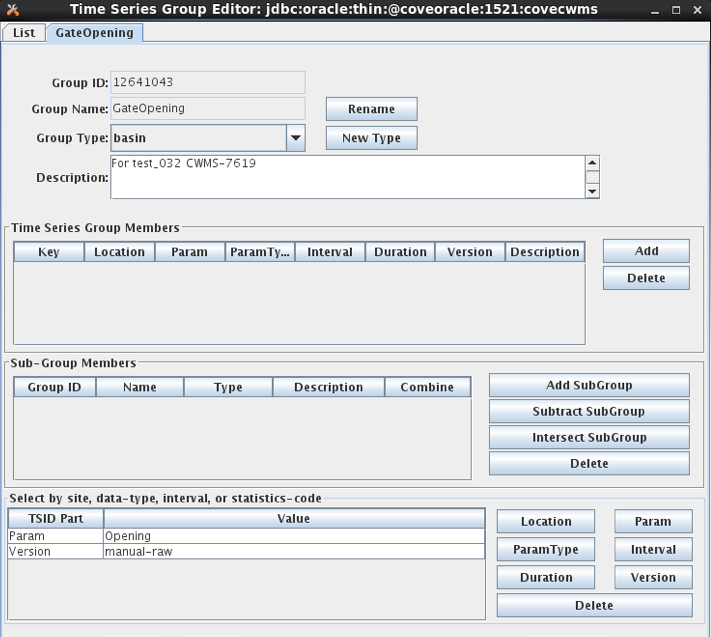 Time Series Group Editor: jdbc:oracle:thin:@coveoracle:1521:covecwms
List GateOpening
Group ID: 12641043
Group Name: GateOpening Rename
Group Type: basin New Type
Description: For test_032 CWMS-7619
Time Series Group Members
Key Location Param ParamTy... Interval Duration Version Description Add
Delete
Sub-Group Members
Group ID Name Type Description Combine Add SubGroup
Subtract SubGroup
Intersect SubGroup
Delete
Select by site, data-type, interval, or statistics-code
TSID Part Value Location Param
Param Opening
Version manual-raw ParamType Interval
Duration Version
Delete